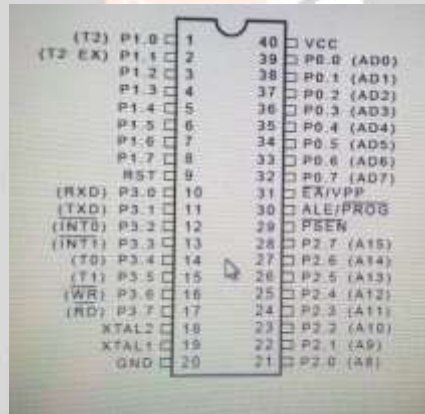 (T2) P1.0 1 40 VCC
(T2 EX) P1.1 2 39 P0.0 (AD0)
P1.2 3 38 P0.1 (AD1)
P1.3 4 37 P0.2 (AD2)
P1.4 5 36 P0.3 (AD3)
P1.5 6 35 P0.4 (AD4)
P1.6 7 34 P0.5 (AD5)
P1.7 8 33 P0.6 (AD6)
RST 9 32 P0.7 (AD7)
(RXD) P3.0 10 31 EA/VPP
(TXD) P3.1 11 30 ALE/PROG
(INT0) P3.2 12 29 PSEN
(INT1) P3.3 13 28 P2.7 (A15)
(T0) P3.4 14 27 P2.6 (A14)
(T1) P3.5 15 26 P2.5 (A13)
(WR) P3.6 16 25 P2.4 (A12)
(RD) P3.7 17 24 P2.3 (A11)
XTAL2 18 23 P2.2 (A10)
XTAL1 19 22 P2.1 (A9)
GND 20 21 P2.0 (A8)